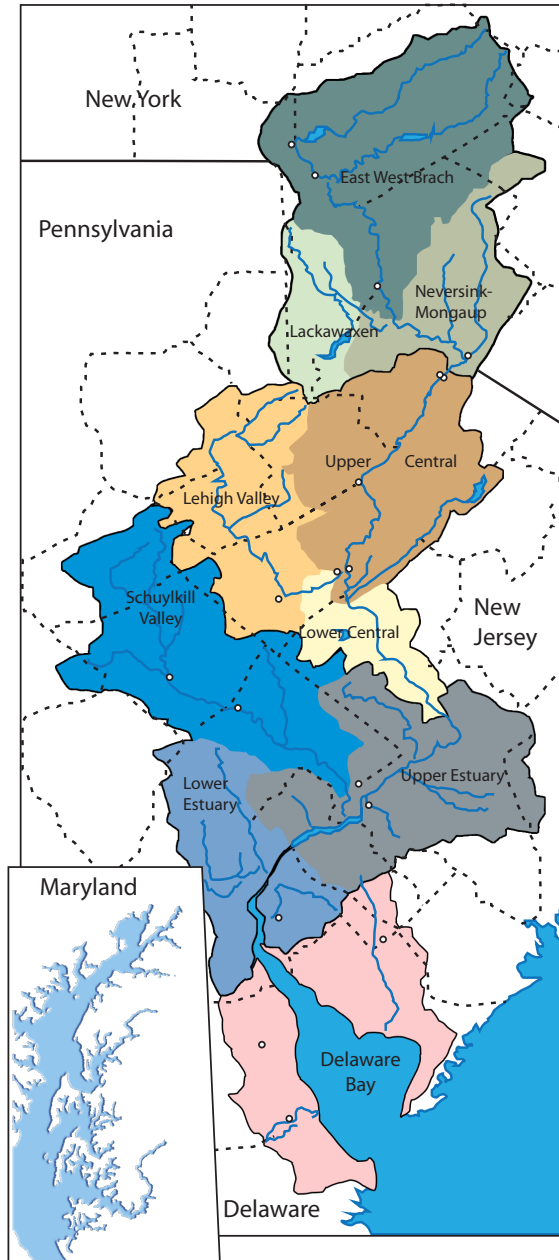 New York
East West Brach
Pennsylvania
Neversink-
Mongaup
Lackawaxen
Upper Central
Lehigh Valley
Schuylkill
Valley
New
Jersey
Lower Central
Upper Estuary
Lower
Estuary
Maryland
Delaware
Bay
Delaware